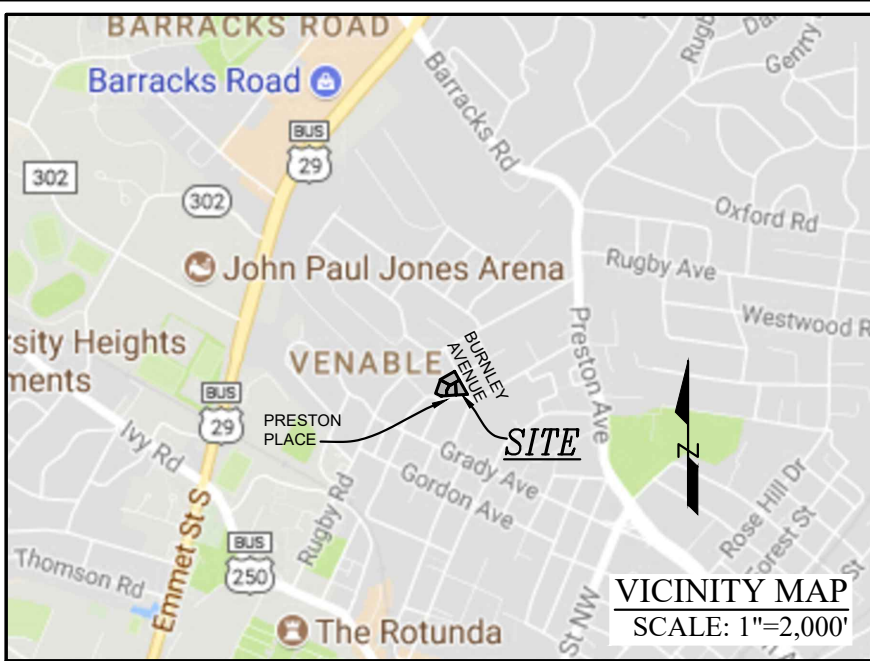 BARRACKS ROAD
Barracks Road
Barracks Rd
Rugby
Gentry
BUS
29
302
302
Oxford Rd
John Paul Jones Arena
Rugby Ave
Westwood R
rsity Heights
ments
VENABLE
BURNLEY
AVENUE
Preston Ave
BUS
29
PRESTON
PLACE
SITE
Ivy Rd
Grady Ave
Gordon Ave
Z
Rugby Rd
Rose Hill Dr
Forest St
St
Emmet St S
BUS
250
Thomson Rd
The Rotunda
St NW
VICINITY MAP
SCALE: 1"=2,000'